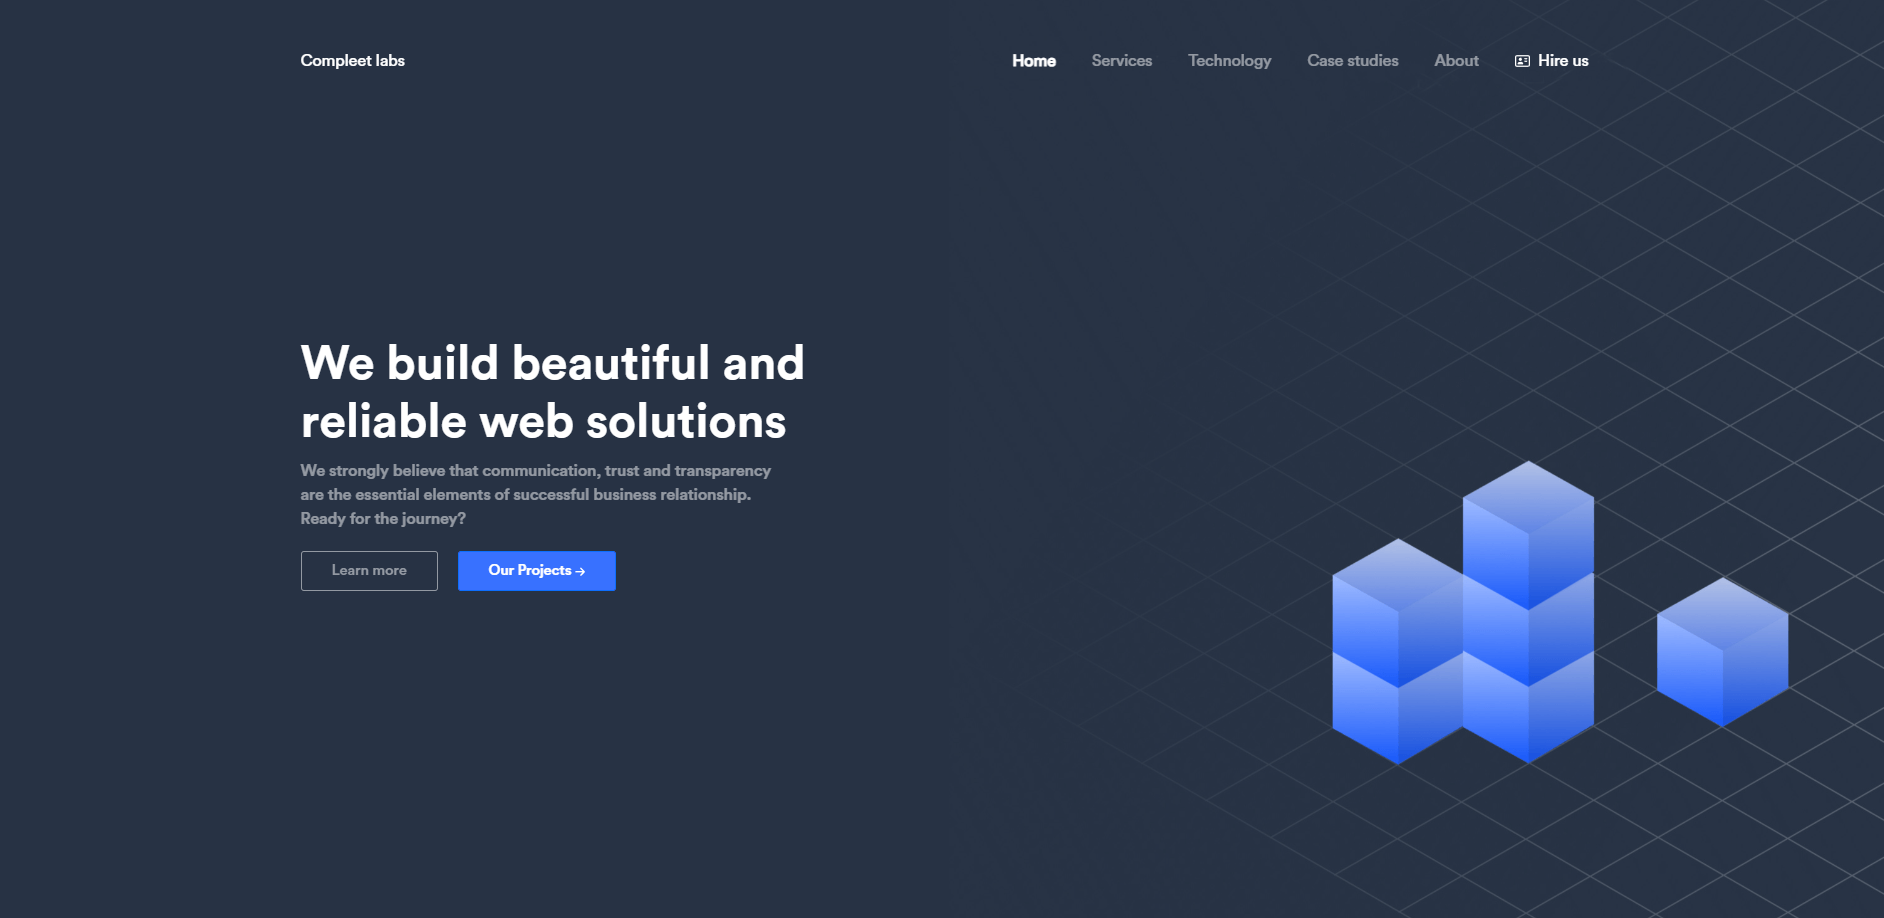 Compleet labs
Home Services Technology Case studies About Hire us
We build beautiful and
reliable web solutions
We strongly believe that communication, trust and transparency
are the essential elements of successful business relationship.
Ready for the journey?
Learn more Our Projects →